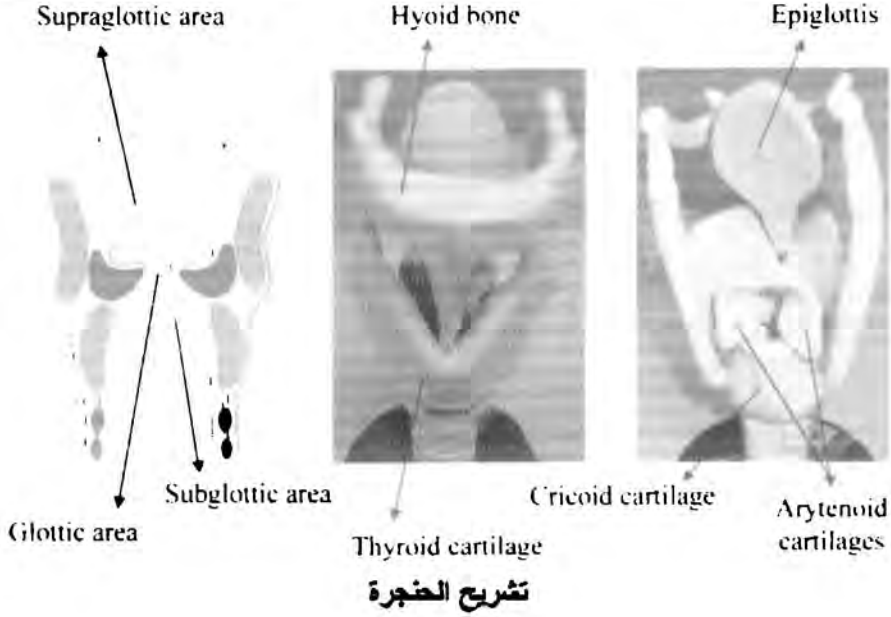 Supraglottic area
Hyoid bone
Epiglottis
Subglottic area
Glottic area
Thyroid cartilage
Cricoid cartilage
Arytenoid
cartilages
تشريح الحنجرة